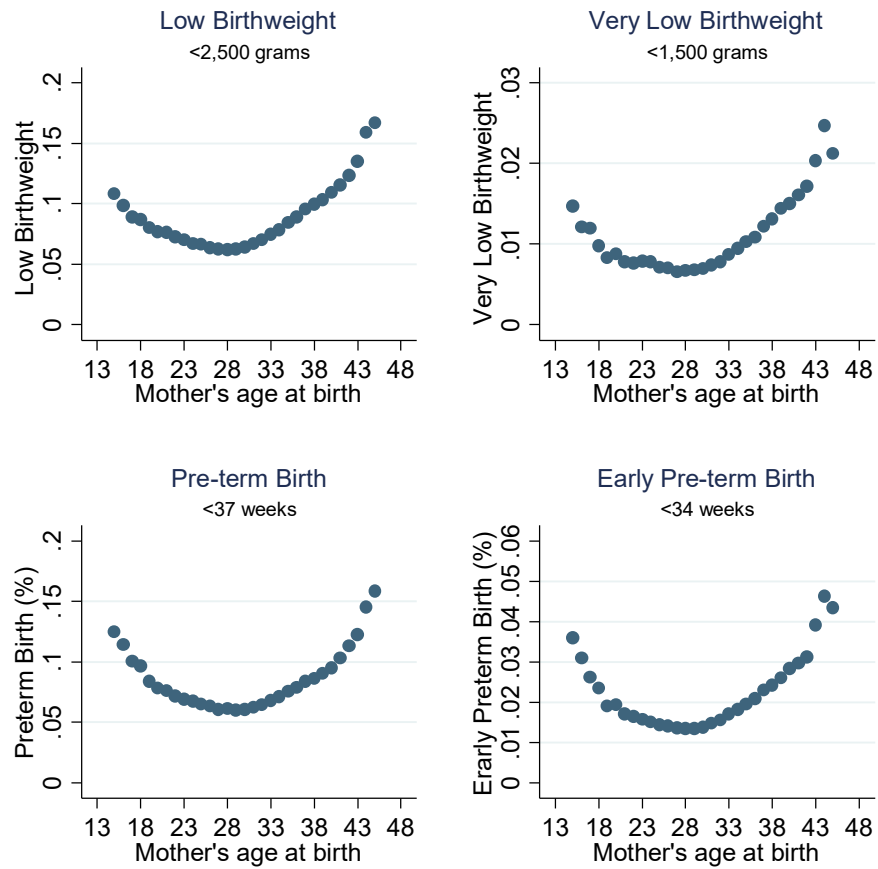 Low Birthweight
<2,500 grams
Low Birthweight
.2
.15
.1
.05
0
13 18 23 28 33 38 43 48
Mother's age at birth
Very Low Birthweight
<1,500 grams
Very Low Birthweight
.03
.02
.01
0
13 18 23 28 33 38 43 48
Mother's age at birth
Pre-term Birth
<37 weeks
Preterm Birth (%)
.2
.15
.1
.05
0
13 18 23 28 33 38 43 48
Mother's age at birth
Early Pre-term Birth
<34 weeks
Erarly Preterm Birth (%)
.06
.05
.04
.03
.02
.01
0
13 18 23 28 33 38 43 48
Mother's age at birth